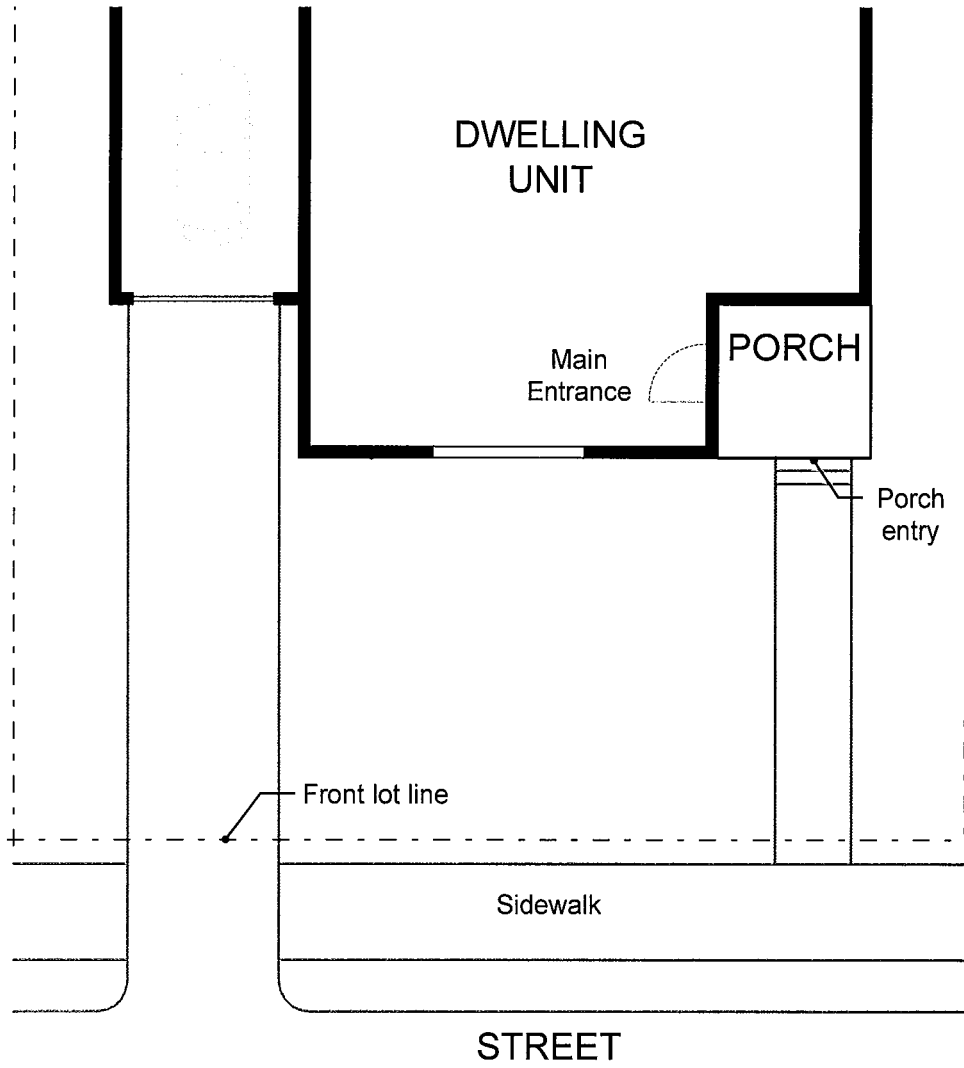 DWELLING
UNIT
Main
Entrance
PORCH
Porch
entry
Front lot line
Sidewalk
STREET